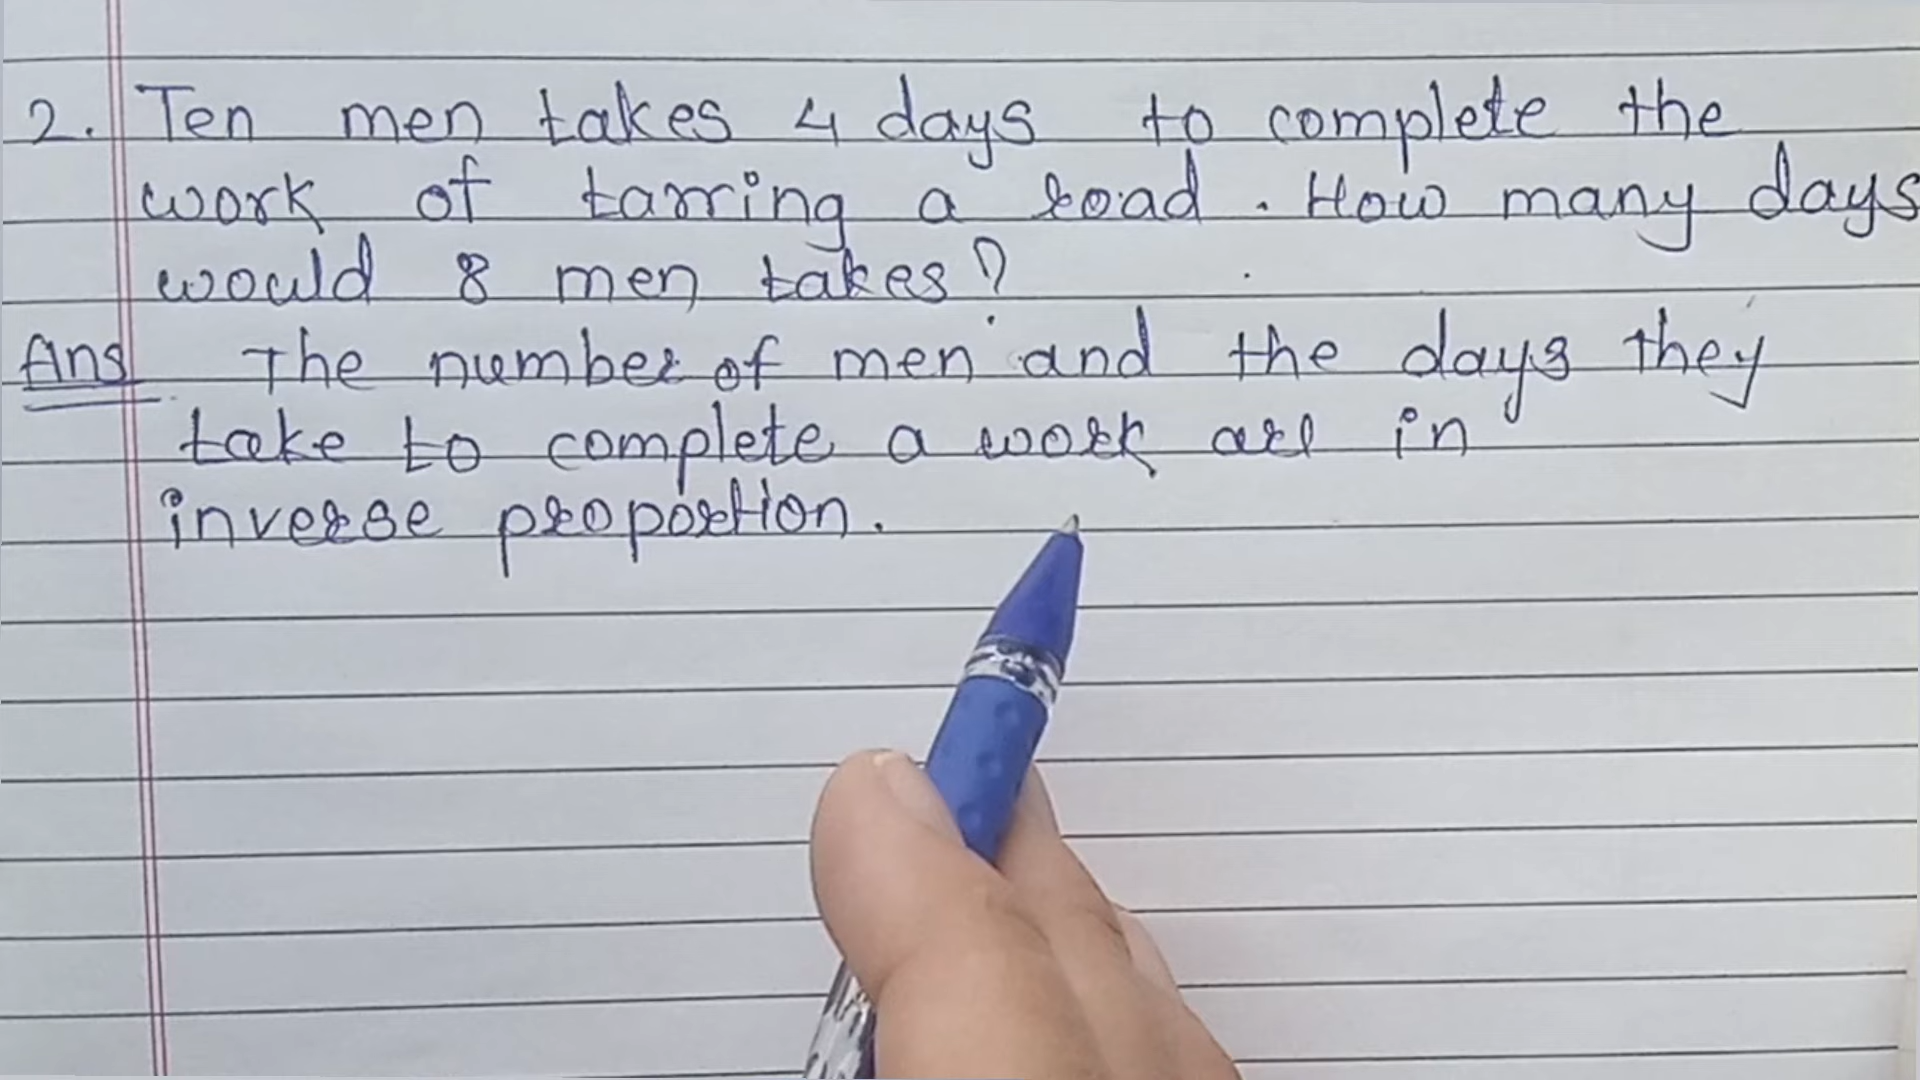 2. Ten men takes 4 days to complete the
work of tarring a road. How many days
would 8 men takes?
Ans The number of men and the days they
take to complete a work are in
inverse proportion.